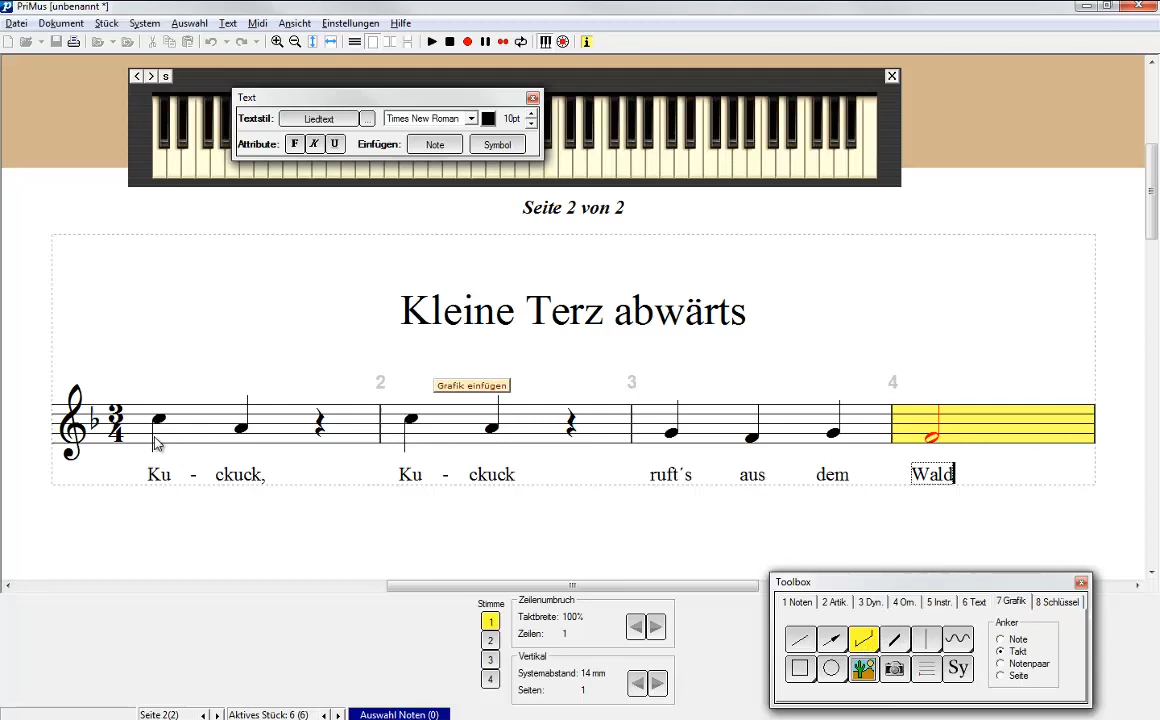 PriMus [unbenannt *]
Datei Dokument Stück System Auswahl Text Midi Ansicht Einstellungen Hilfe
s
Text
Textstil: Liedtext ... Times New Roman 10pt
Attribute: F K U Einfügen: Note Symbol
Seite 2 von 2
Kleine Terz abwärts
2 3 4
Grafik einfügen
3
4
Ku - ckuck, Ku - ckuck ruft´s aus dem Wald
Toolbox
1 Noten 2 Artik. 3 Dyn. 4 Orn. 5 Instr. 6 Text 7 Grafik 8 Schlüssel
Anker
Note
Takt
Notenpaar
Seite
Sy
Stimme
1
2
3
4
Zeilenumbruch
Taktbreite: 100%
Zeilen: 1
Vertikal
Systemabstand: 14 mm
Seiten: 1
Seite 2(2) Aktives Stück: 6 (6) Auswahl Noten (0)